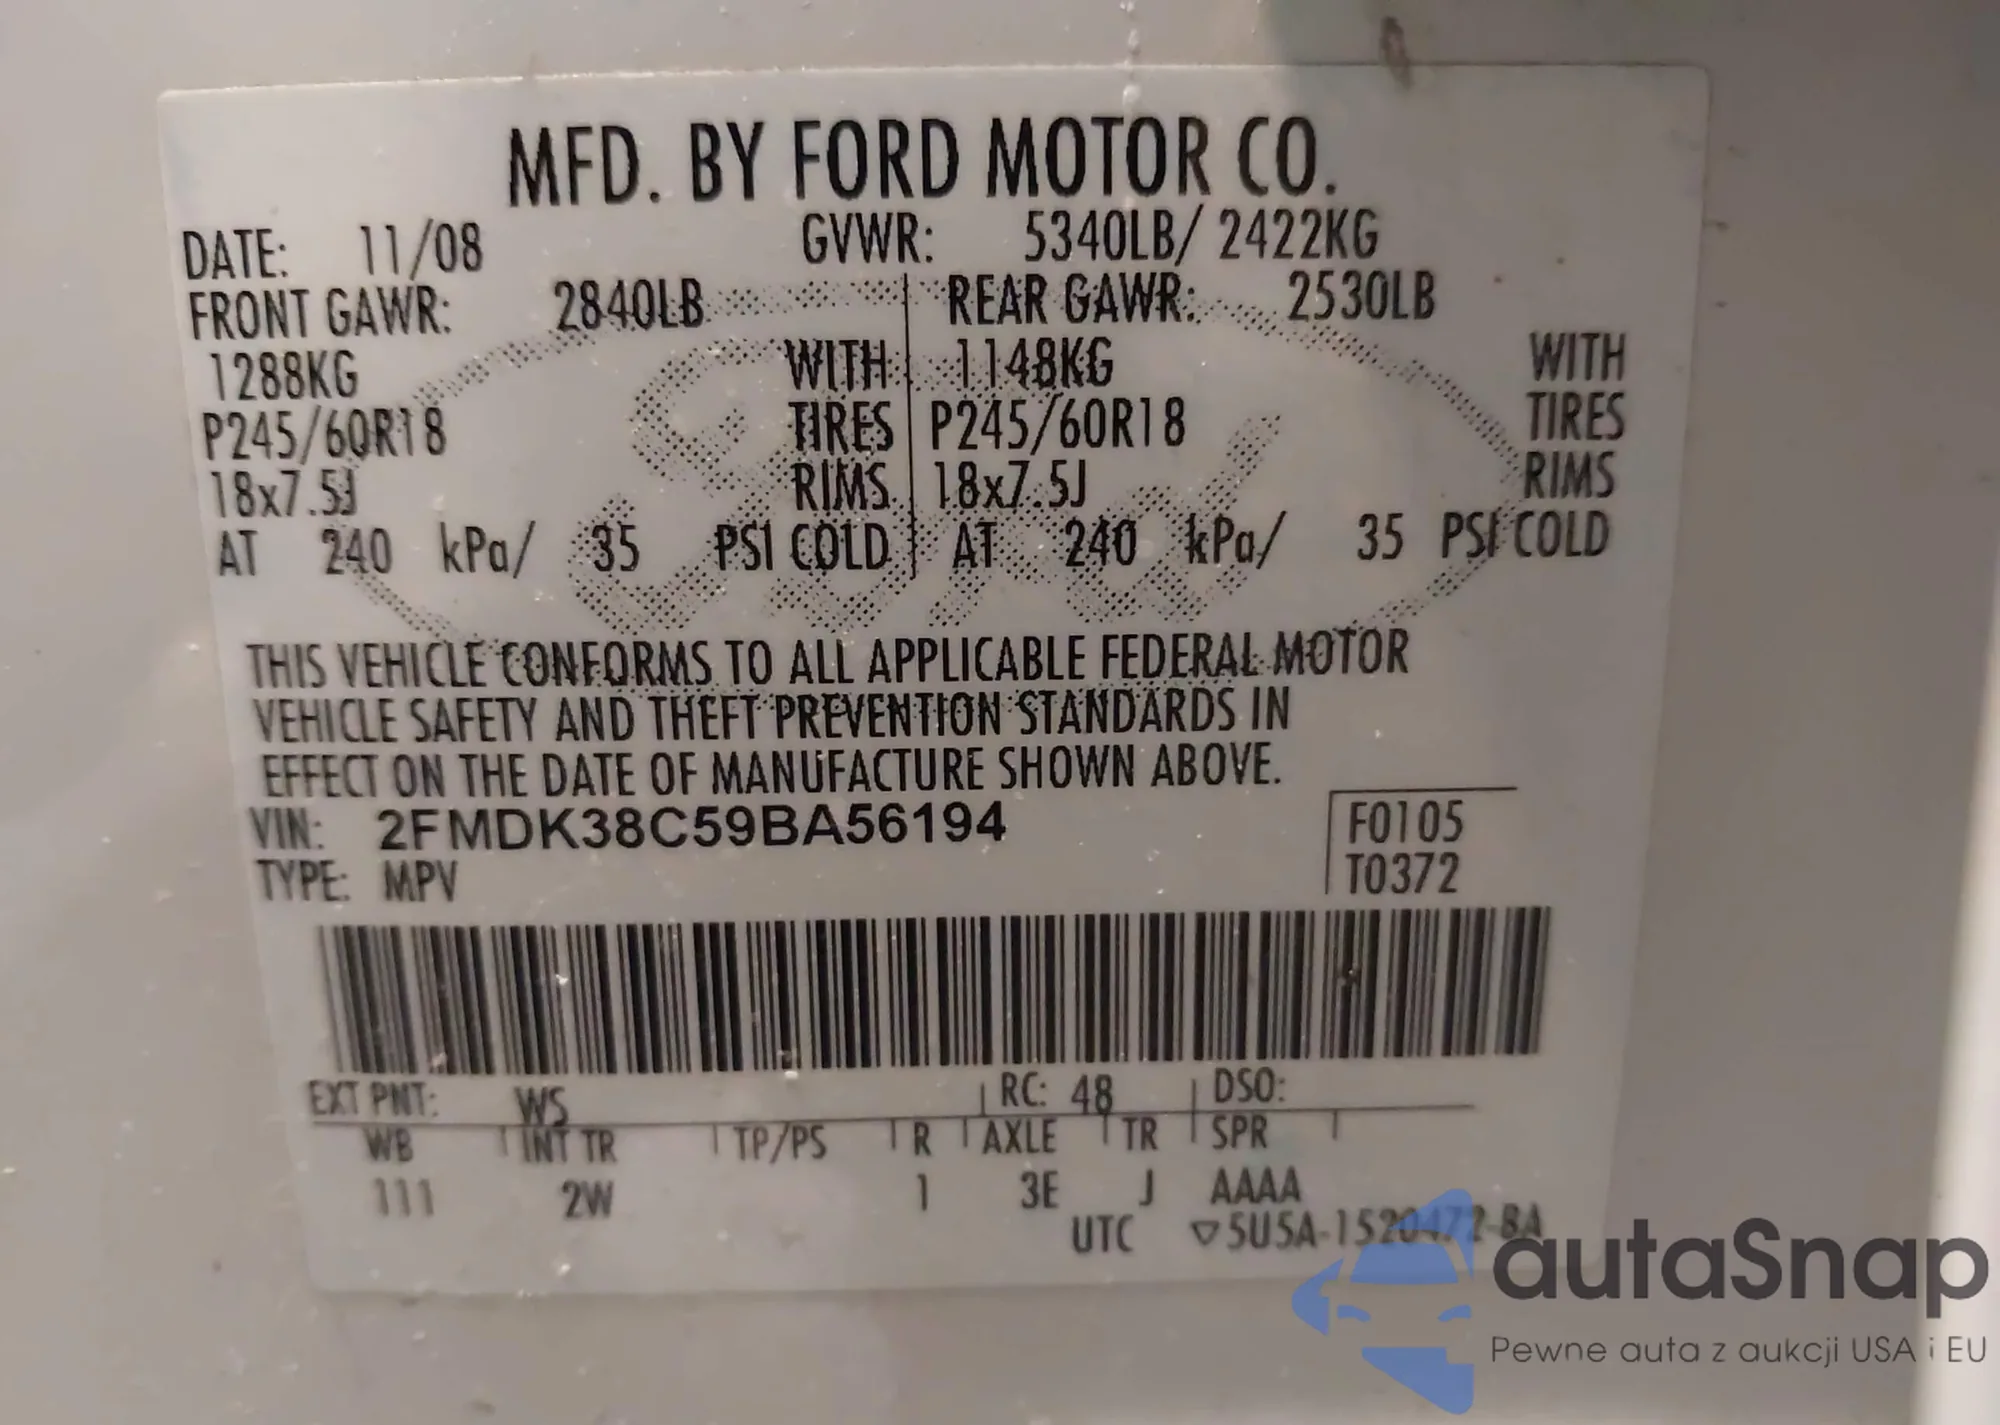 MFD. BY FORD MOTOR CO.
DATE: 11/08 GVWR: 5340LB/ 2422KG
FRONT GAWR: 2840LB REAR GAWR: 2530LB
1288KG WITH 1148KG WITH
P245/60R18 TIRES P245/60R18 TIRES
18x7.5J RIMS 18x7.5J RIMS
AT 240 kPa/ 35 PSI COLD AT 240 kPa/ 35 PSI COLD
THIS VEHICLE CONFORMS TO ALL APPLICABLE FEDERAL MOTOR
VEHICLE SAFETY AND THEFT PREVENTION STANDARDS IN
EFFECT ON THE DATE OF MANUFACTURE SHOWN ABOVE.
VIN: 2FMDK38C59BA56194 F0105
TYPE: MPV T0372
EXT PNT: WS RC: 48 DSO:
WB INT TR TP/PS R AXLE TR SPR
111 2W 1 3E J AAAA
UTC ▽5U5A-1520472-BA
autaSnap
Pewne auta z aukcji USA i EU